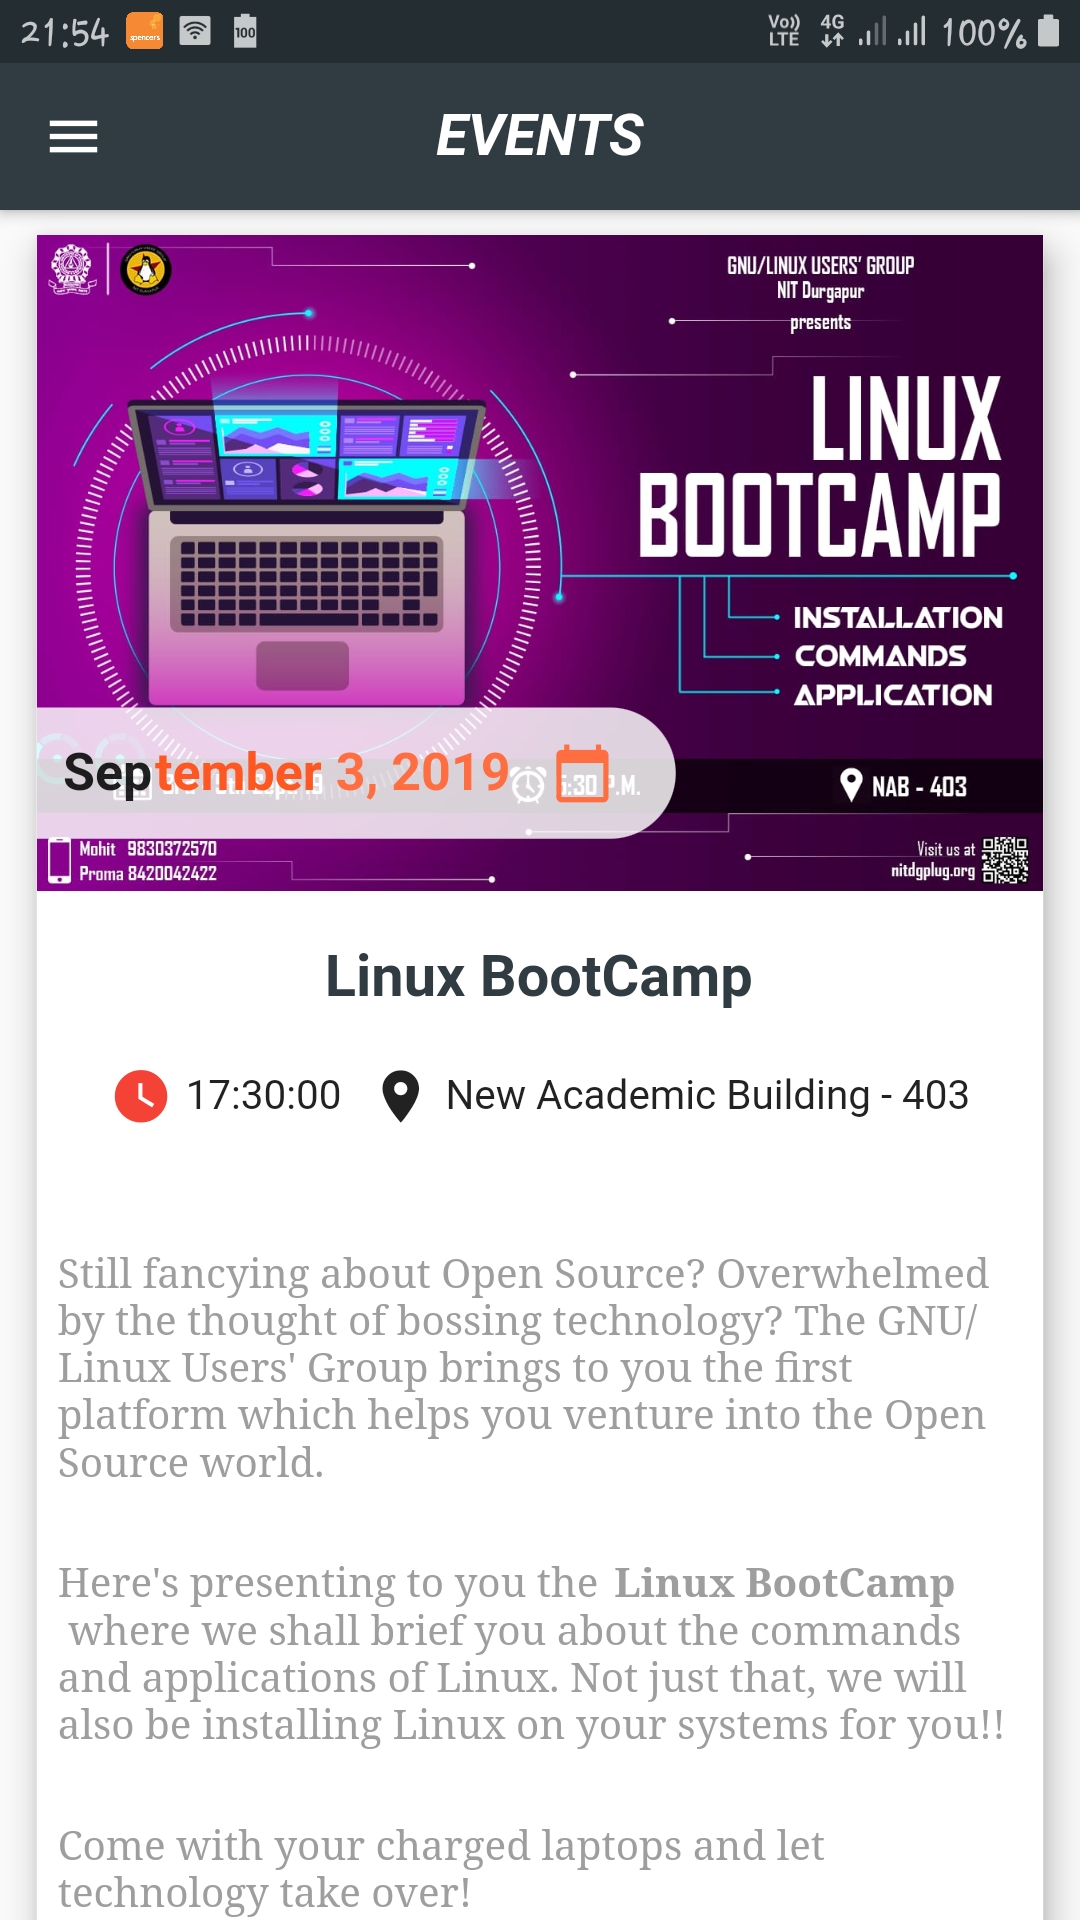 21:54
spencers
100
Vo))
LTE
4G
100%
EVENTS
GNU/LINUX USERS' GROUP
NIT Durgapur
presents
LINUX
BOOTCAMP
INSTALLATION
COMMANDS
APPLICATION
September 3, 2019
5:30 P.M.
NAB - 403
Mohit 9830372570
Proma 8420042422
Visit us at
nitdgplug.org
Linux BootCamp
17:30:00
New Academic Building - 403
Still fancying about Open Source? Overwhelmed
by the thought of bossing technology? The GNU/
Linux Users' Group brings to you the first
platform which helps you venture into the Open
Source world.
Here's presenting to you the Linux BootCamp
where we shall brief you about the commands
and applications of Linux. Not just that, we will
also be installing Linux on your systems for you!!
Come with your charged laptops and let
technology take over!